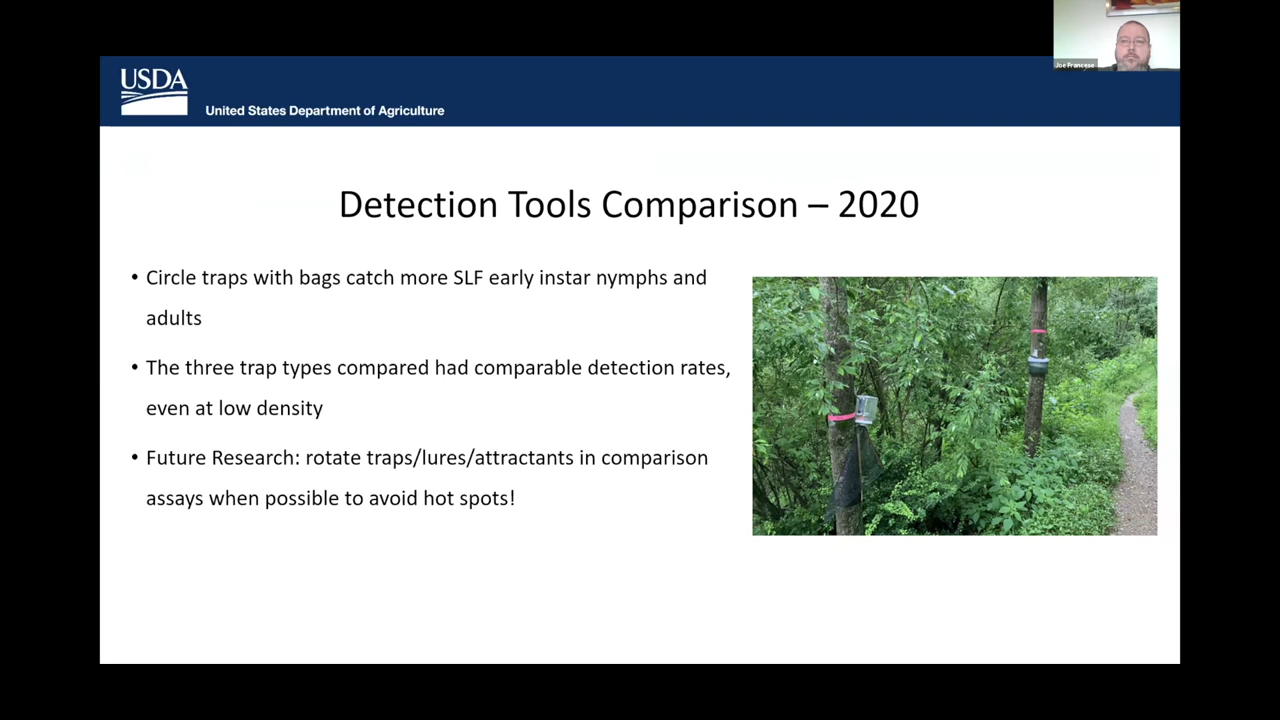 Joe Francese
USDA
United States Department of Agriculture
Detection Tools Comparison – 2020
• Circle traps with bags catch more SLF early instar nymphs and
adults
• The three trap types compared had comparable detection rates,
even at low density
• Future Research: rotate traps/lures/attractants in comparison
assays when possible to avoid hot spots!